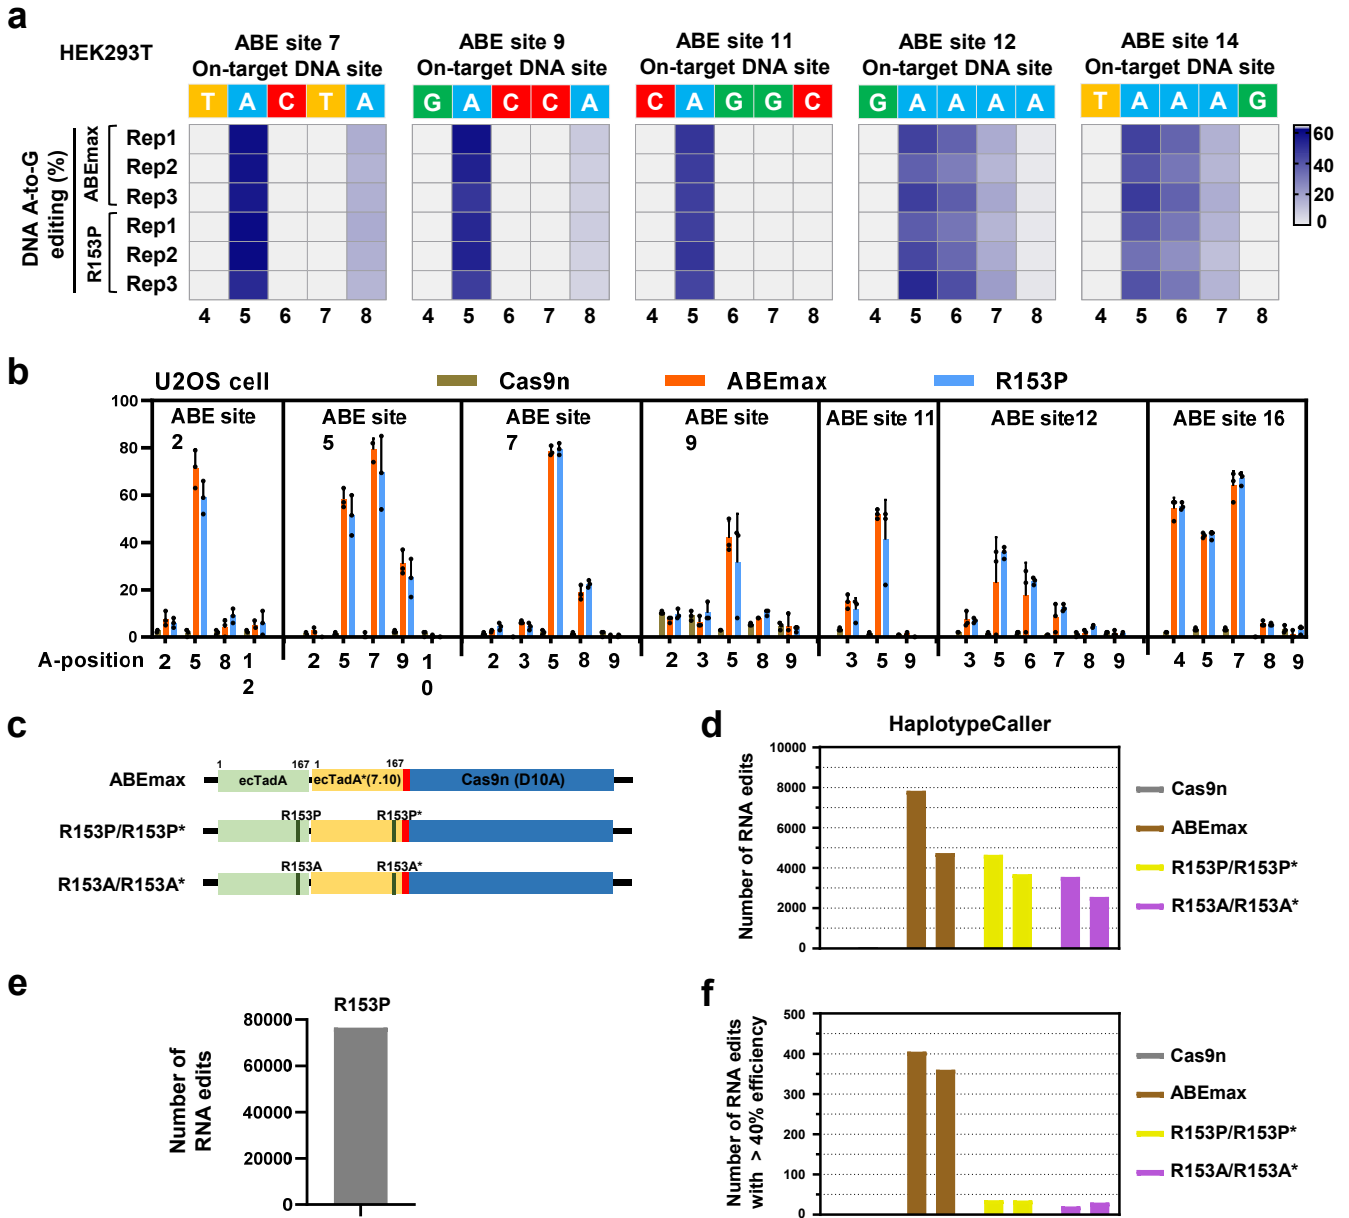 a
HEK293T
ABE site 7
On-target DNA site
ABE site 9
On-target DNA site
ABE site 11
On-target DNA site
ABE site 12
On-target DNA site
ABE site 14
On-target DNA site
T A C T A
G A C C A
C A G G C
G A A A A
T A A A G
DNA A-to-G
editing (%)
ABEmax
R153P
Rep1
Rep2
Rep3
Rep1
Rep2
Rep3
60
40
20
0
4 5 6 7 8
4 5 6 7 8
4 5 6 7 8
4 5 6 7 8
4 5 6 7 8
b
U2OS cell
Cas9n
ABEmax
R153P
100
80
60
40
20
0
ABE site
2
ABE site
5
ABE site
7
ABE site
9
ABE site 11
ABE site12
ABE site 16
A-position
2 5 8 1
2
2 5 7 9 1
0
2 3 5 8 9
2 3 5 8 9
3 5 9
3 5 6 7 8 9
4 5 7 8 9
c
ABEmax
1 167 1 167
ecTadA
ecTadA*(7.10)
Cas9n (D10A)
R153P/R153P*
R153P
R153P*
R153A/R153A*
R153A
R153A*
d
HaplotypeCaller
Number of RNA edits
10000
8000
6000
4000
2000
0
Cas9n
ABEmax
R153P/R153P*
R153A/R153A*
e
R153P
Number of
RNA edits
80000
60000
40000
20000
0
f
Number of RNA edits
with > 40% efficiency
500
400
300
200
100
0
Cas9n
ABEmax
R153P/R153P*
R153A/R153A*